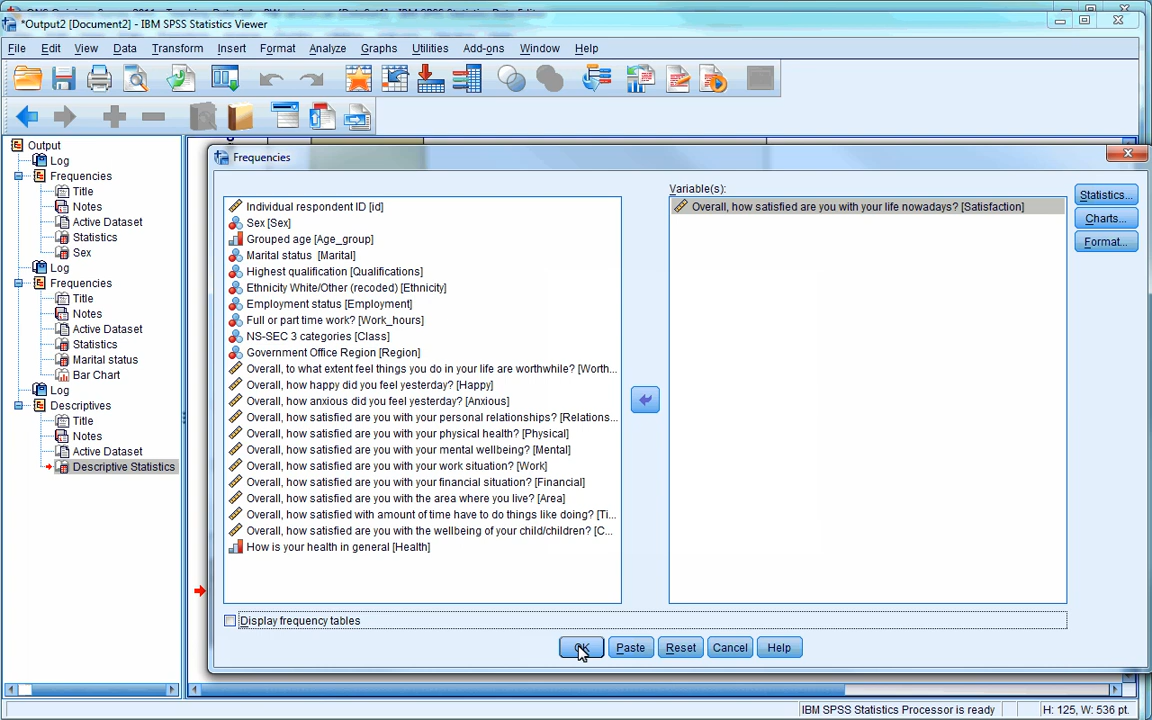 *Output2 [Document2] - IBM SPSS Statistics Viewer
File Edit View Data Transform Insert Format Analyze Graphs Utilities Add-ons Window Help
Output
Log
Frequencies
Title
Notes
Active Dataset
Statistics
Sex
Log
Frequencies
Title
Notes
Active Dataset
Statistics
Marital status
Bar Chart
Log
Descriptives
Title
Notes
Active Dataset
Descriptive Statistics
Frequencies
Individual respondent ID [id]
Sex [Sex]
Grouped age [Age_group]
Marital status [Marital]
Highest qualification [Qualifications]
Ethnicity White/Other (recoded) [Ethnicity]
Employment status [Employment]
Full or part time work? [Work_hours]
NS-SEC 3 categories [Class]
Government Office Region [Region]
Overall, to what extent feel things you do in your life are worthwhile? [Worth...
Overall, how happy did you feel yesterday? [Happy]
Overall, how anxious did you feel yesterday? [Anxious]
Overall, how satisfied are you with your personal relationships? [Relations...
Overall, how satisfied are you with your physical health? [Physical]
Overall, how satisfied are you with your mental wellbeing? [Mental]
Overall, how satisfied are you with your work situation? [Work]
Overall, how satisfied are you with your financial situation? [Financial]
Overall, how satisfied are you with the area where you live? [Area]
Overall, how satisfied with amount of time have to do things like doing? [Ti...
Overall, how satisfied are you with the wellbeing of your child/children? [C...
How is your health in general [Health]
Variable(s):
Overall, how satisfied are you with your life nowadays? [Satisfaction]
Statistics...
Charts...
Format...
Display frequency tables
OK Paste Reset Cancel Help
IBM SPSS Statistics Processor is ready H: 125, W: 536 pt.